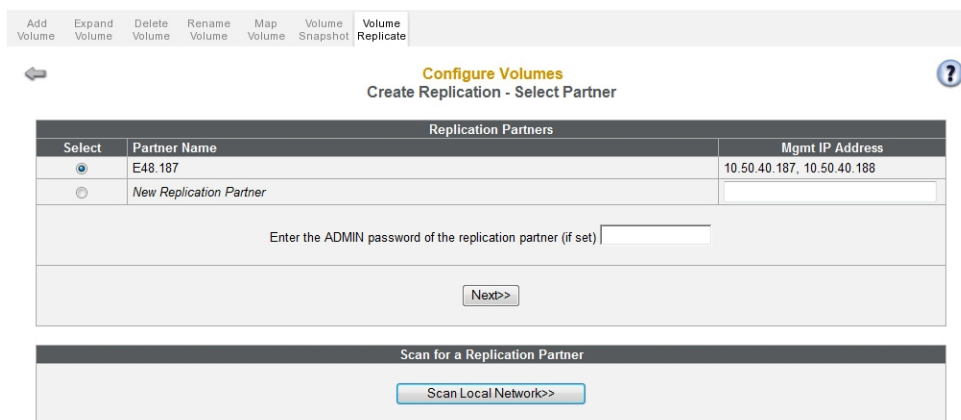 Add Volume
Expand Volume
Delete Volume
Rename Volume
Map Volume
Volume Snapshot
Volume Replicate
?
Configure Volumes
Create Replication - Select Partner
Replication Partners
Select Partner Name Mgmt IP Address
E48.187 10.50.40.187, 10.50.40.188
New Replication Partner
Enter the ADMIN password of the replication partner (if set)
Next>>
Scan for a Replication Partner
Scan Local Network>>